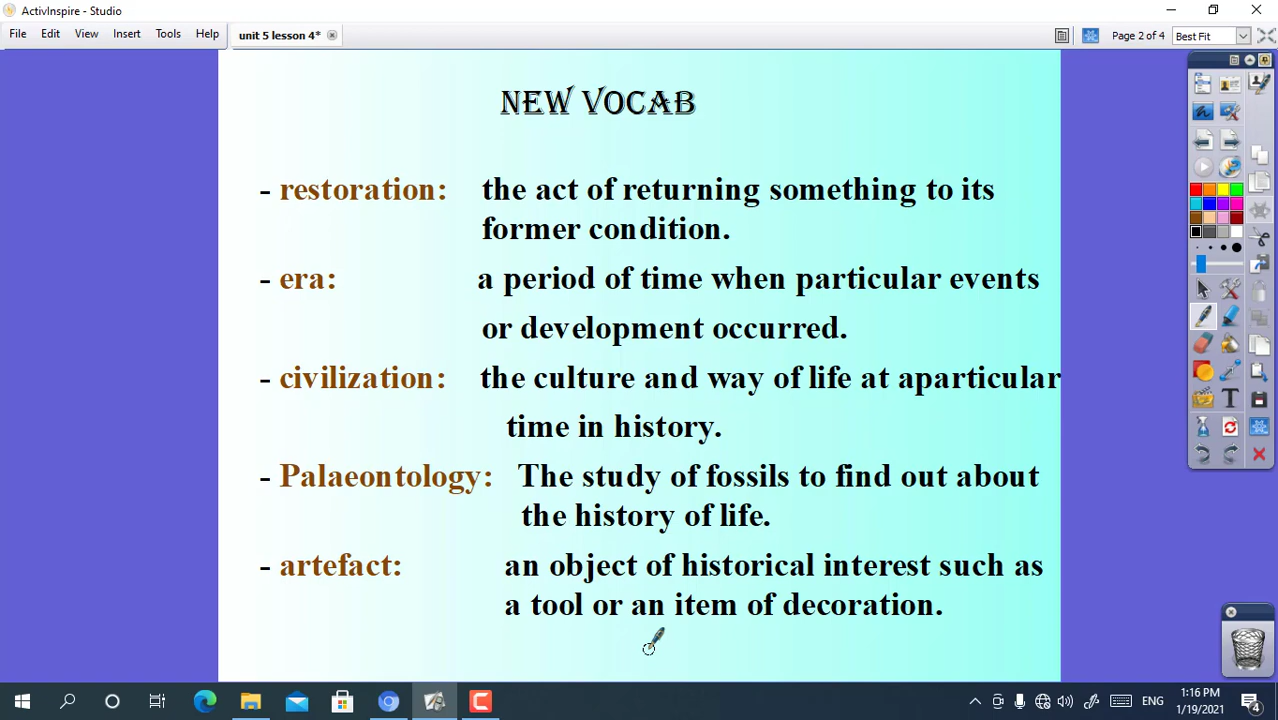 ActivInspire - Studio
File Edit View Insert Tools Help unit 5 lesson 4* Page 2 of 4 Best Fit
NEW VOCAB
- restoration: the act of returning something to its
former condition.
- era: a period of time when particular events
or development occurred.
- civilization: the culture and way of life at aparticular
time in history.
- Palaeontology: The study of fossils to find out about
the history of life.
- artefact: an object of historical interest such as
a tool or an item of decoration.
ENG 1:16 PM
1/19/2021 4